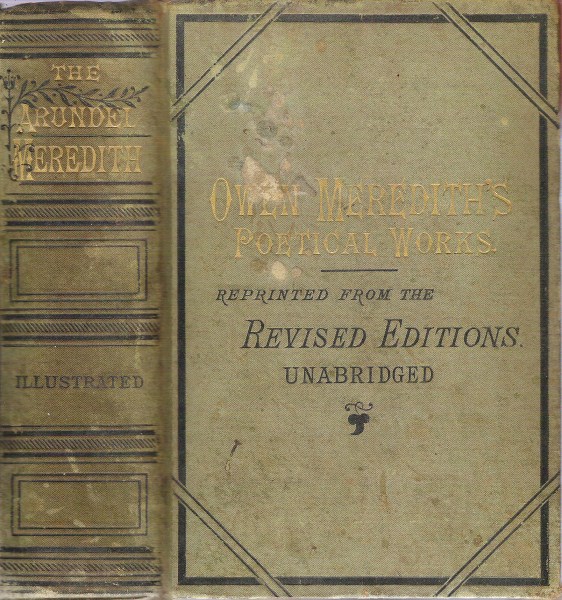 THE
ARUNDEL
MEREDITH
ILLUSTRATED
OWEN MEREDITH'S
POETICAL WORKS.
REPRINTED FROM THE
REVISED EDITIONS.
UNABRIDGED